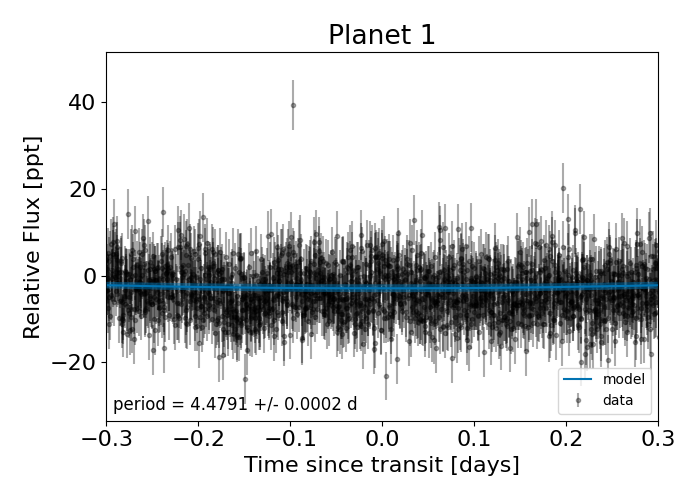 Planet 1
Relative Flux [ppt]
40
20
0
−20
period = 4.4791 +/- 0.0002 d
model
data
−0.3 −0.2 −0.1 0.0 0.1 0.2 0.3
Time since transit [days]